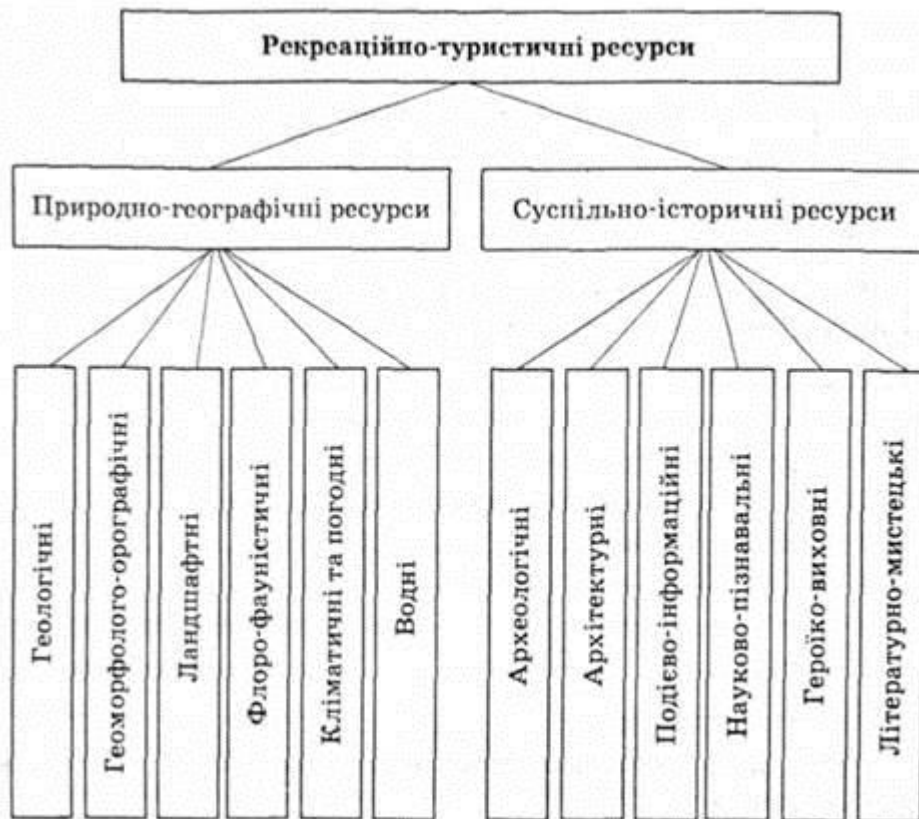 Рекреаційно-туристичні ресурси
Природно-географічні ресурси
Суспільно-історичні ресурси
Геологічні
Геоморфолого-орографічні
Ландшафтні
Флоро-фауністичні
Кліматичні та погодні
Водні
Археологічні
Архітектурні
Подієво-інформаційні
Науково-пізнавальні
Героїко-виховні
Літературно-мистецькі